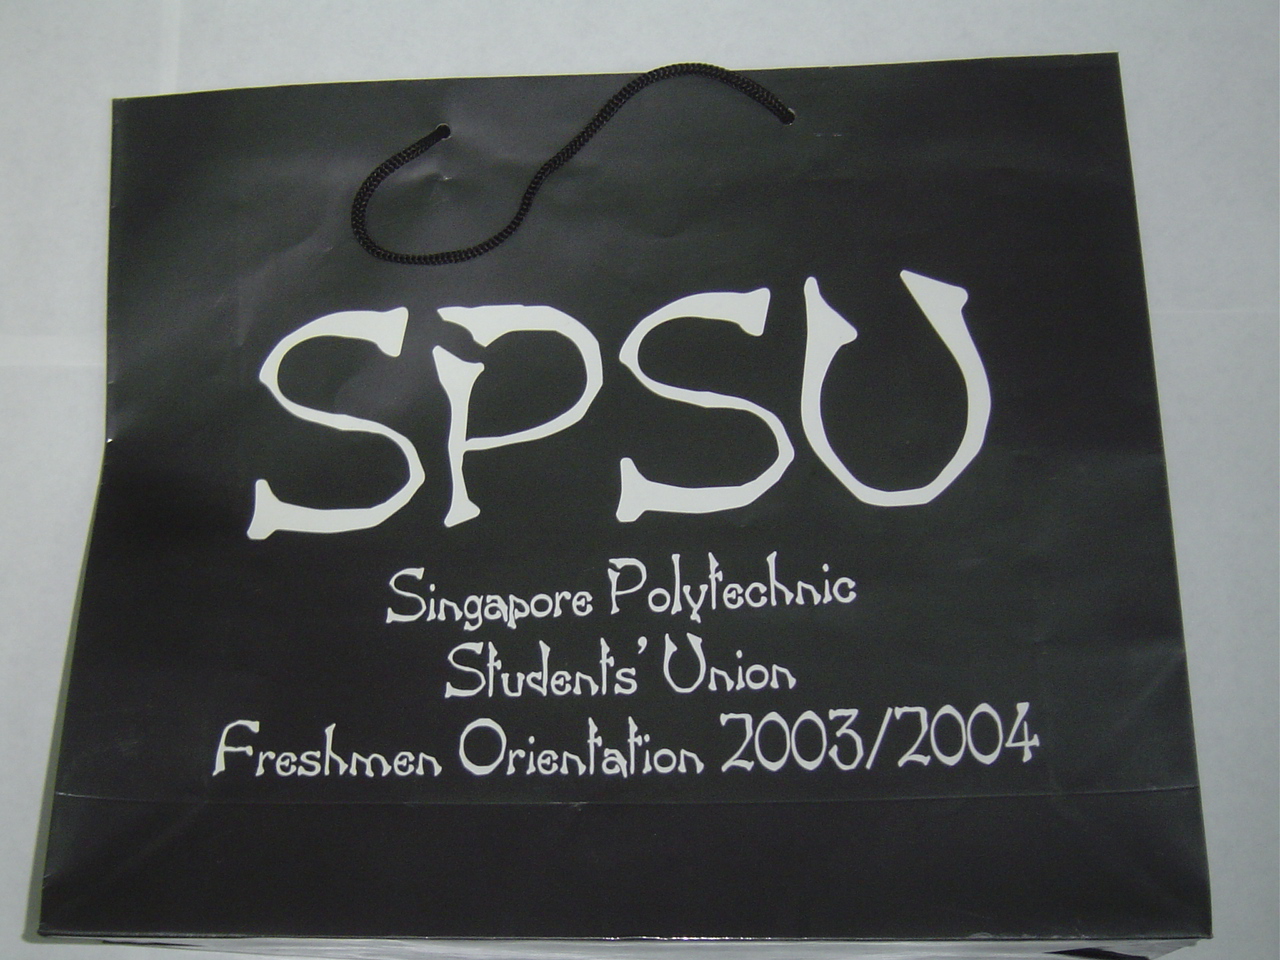 SPSU
Singapore Polytechnic
Students' Union
Freshmen Orientation 2003/2004